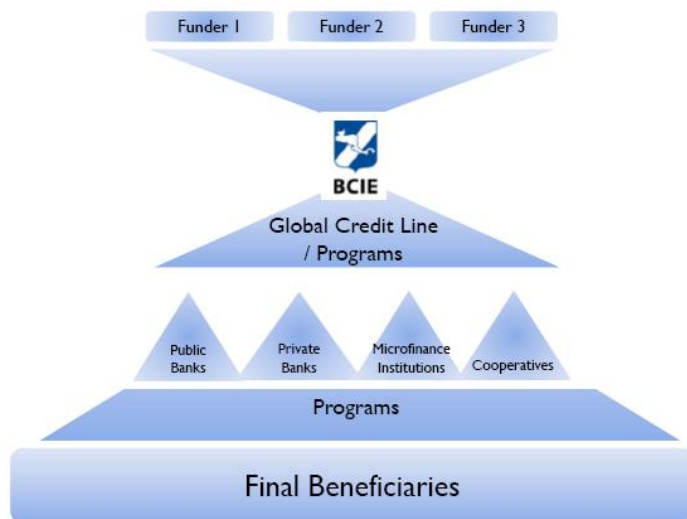 Funder 1
Funder 2
Funder 3
BCIE
Global Credit Line
/ Programs
Public
Banks
Private
Banks
Microfinance
Institutions
Cooperatives
Programs
Final Beneficiaries